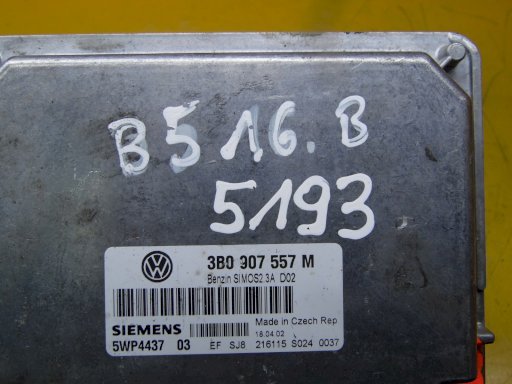 B5 1.6. B
5193
3B0 907 557 M
Benzin SIMOS2.3A D02
SIEMENS
Made in Czech Rep
18.04.02
5WP4437 03 EF SJ8 216115 S024 0037